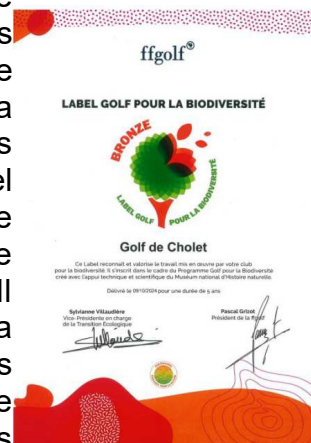 ffgolf®
LABEL GOLF POUR LA BIODIVERSITÉ
BRONZE
LABEL GOLF POUR LA BIODIVERSITÉ
Golf de Cholet
Ce Label reconnait et valorise le travail mis en œuvre par votre club
pour la biodiversité. Il s'inscrit dans le cadre du Programme Golf pour la Biodiversité
créé avec l'appui technique et scientifique du Muséum national d'Histoire naturelle.
Délivré le 09/10/2024 pour une durée de 5 ans
Sylvianne Villaudière
Vice-Présidente en charge
de la Transition Écologique
Pascal Grizot
Président de la ffgolf